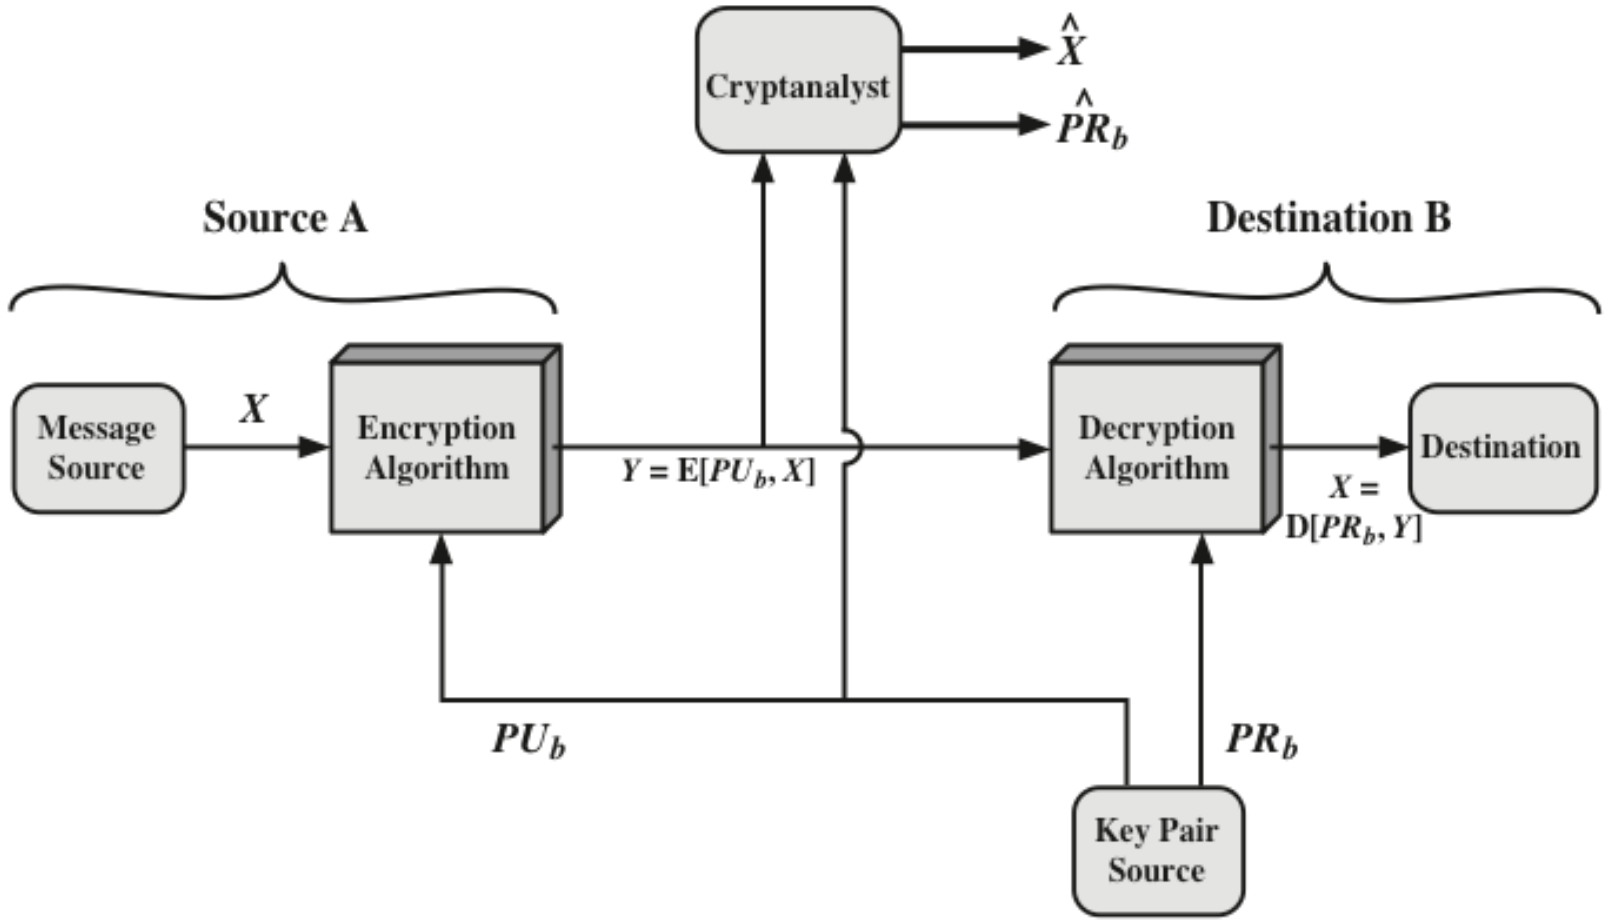 X̂
Cryptanalyst
P̂R_b
Source A
Destination B
X
Message
Source
Encryption
Algorithm
Y = E[PU_b, X]
Decryption
Algorithm
Destination
X =
D[PR_b, Y]
PU_b
PR_b
Key Pair
Source